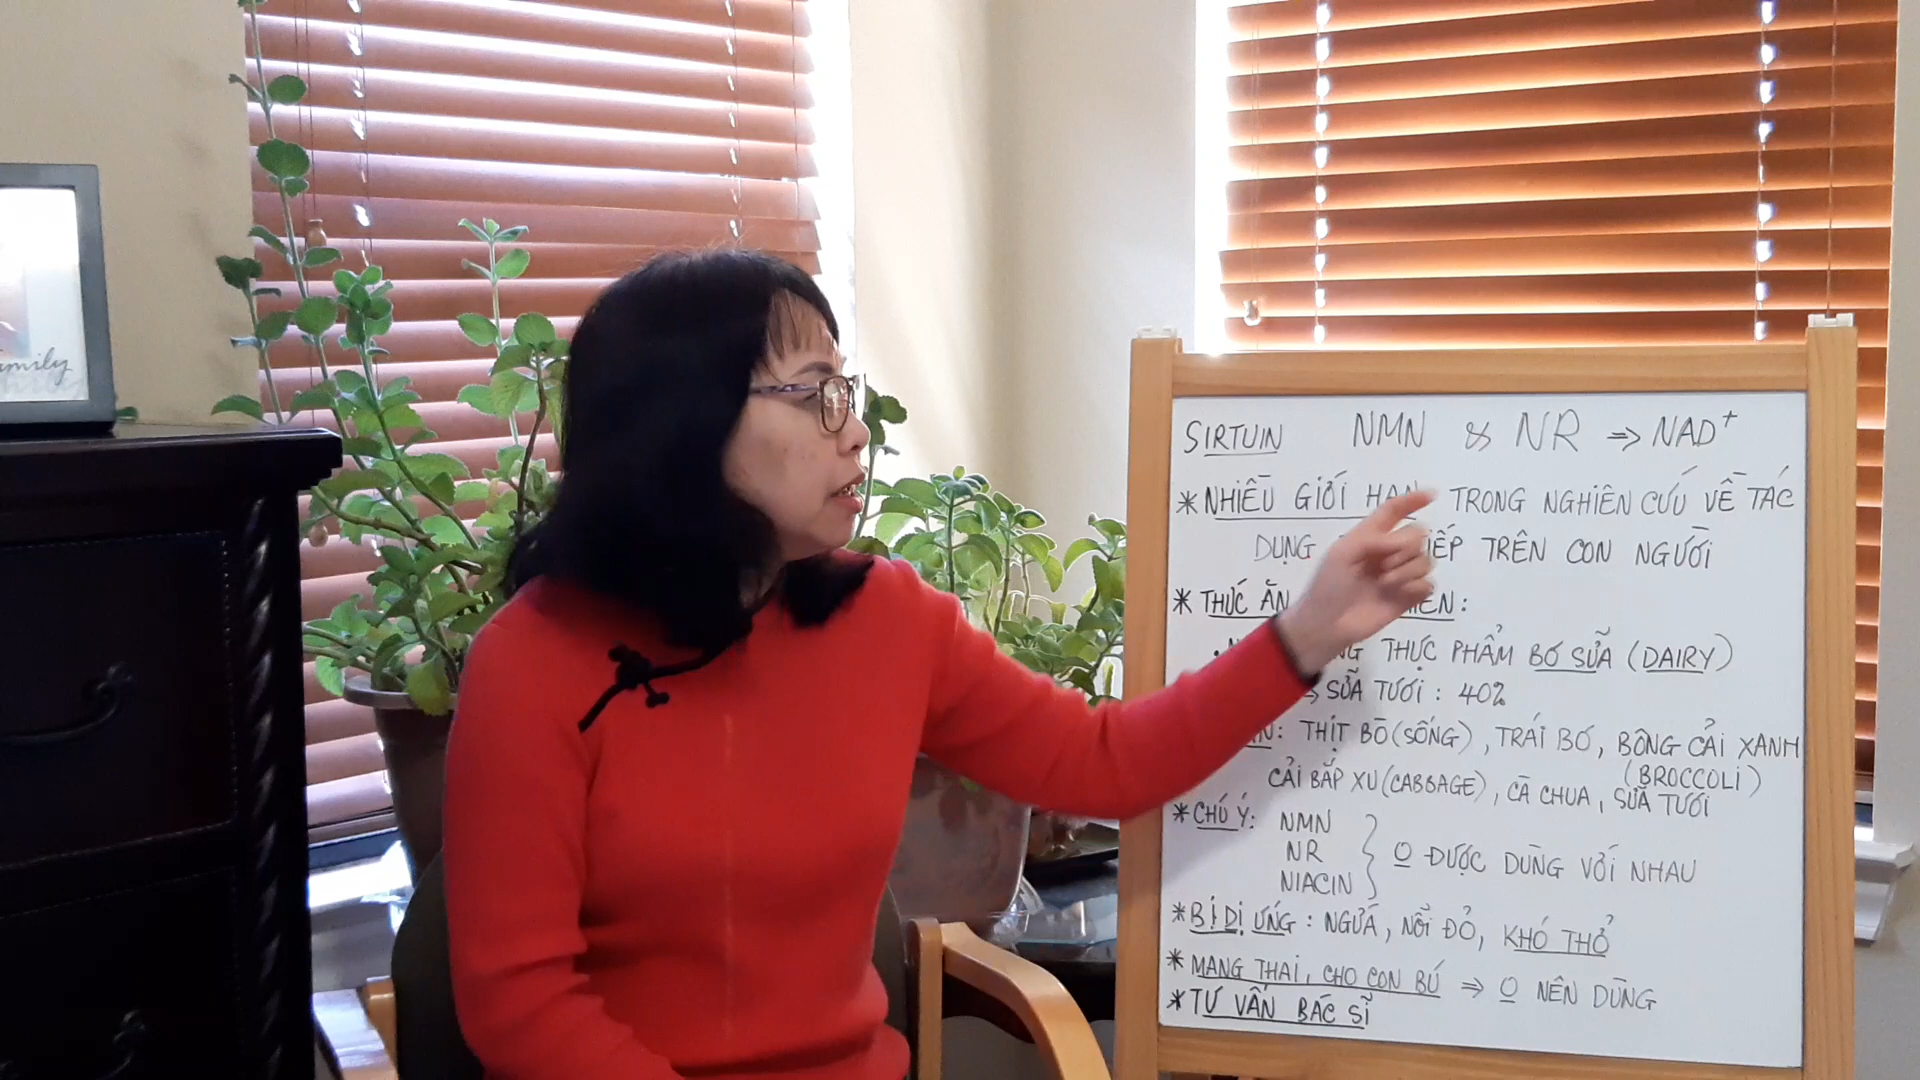 amily
SIRTUIN NMN & NR ⇒ NAD⁺
* NHIỀU GIỚI HẠN TRONG NGHIÊN CỨU VỀ TÁC
DỤNG TIẾP TRÊN CON NGƯỜI
* THỨC ĂN :
THỰC PHẨM BƠ SỮA (DAIRY)
SỮA TƯƠI : 40%
: THỊT BÒ (SỐNG), TRÁI BƠ, BÔNG CẢI XANH
(BROCCOLI)
CẢI BẮP XU (CABBAGE), CÀ CHUA, SỮA TƯƠI
* CHÚ Ý: NMN
NR } O ĐƯỢC DÙNG VỚI NHAU
NIACIN
* BỊ DỊ ỨNG : NGỨA, NỔI ĐỎ, KHÓ THỞ
* MANG THAI, CHO CON BÚ ⇒ O NÊN DÙNG
* TƯ VẤN BÁC SĨ